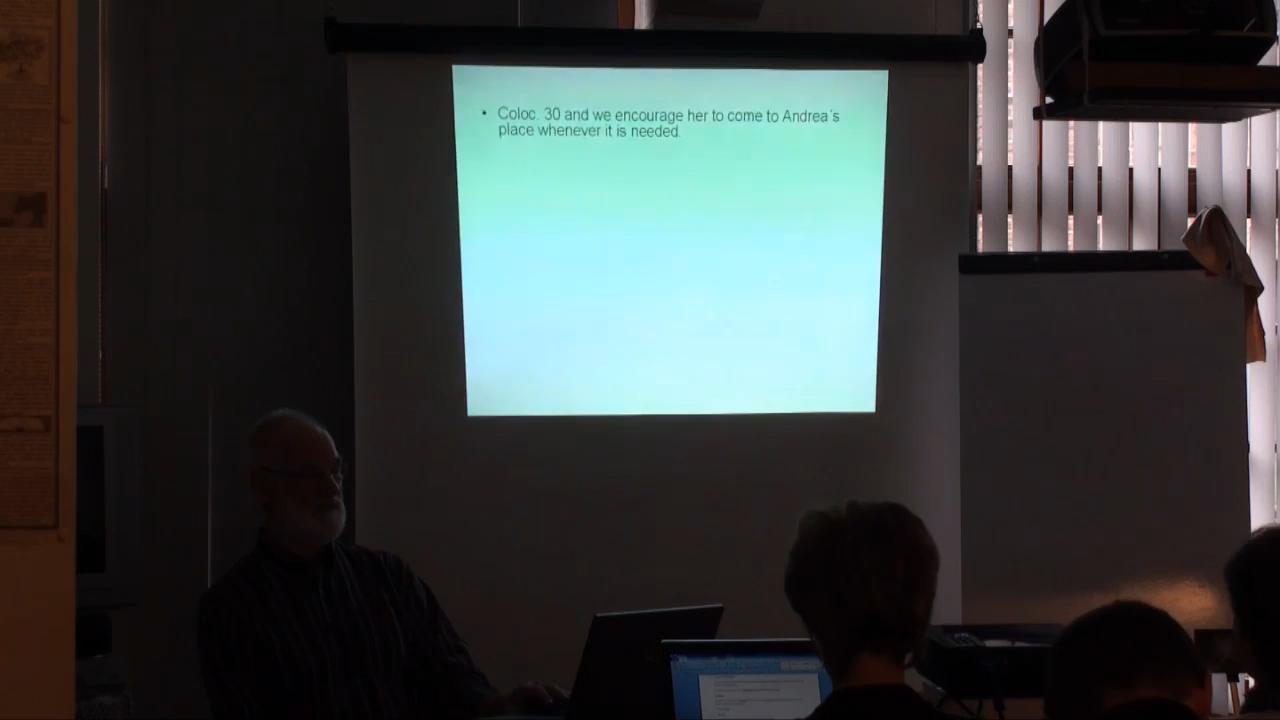 • Coloc. 30 and we encourage her to come to Andrea´s
place whenever it is needed.